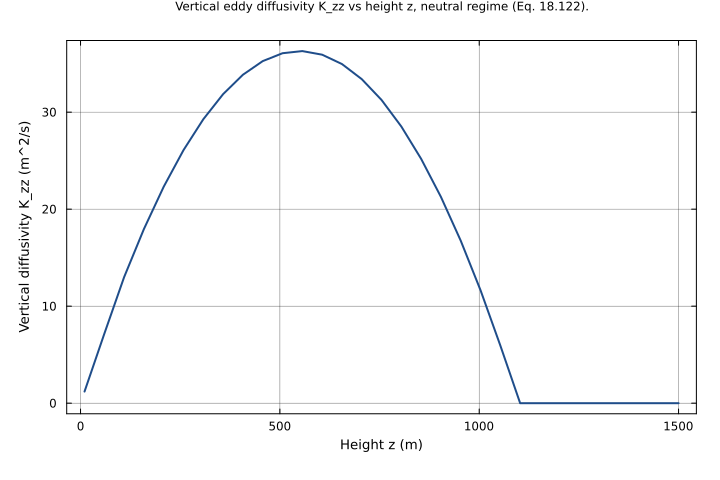 Vertical eddy diffusivity K_zz vs height z, neutral regime (Eq. 18.122).
Vertical diffusivity K_zz (m^2/s)
30
20
10
0
0 500 1000 1500
Height z (m)